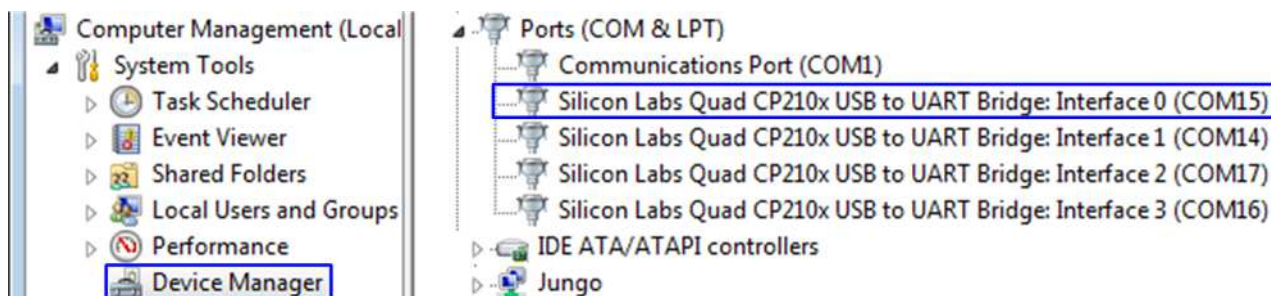 Computer Management (Local
System Tools
Task Scheduler
Event Viewer
Shared Folders
Local Users and Groups
Performance
Device Manager
Ports (COM & LPT)
Communications Port (COM1)
Silicon Labs Quad CP210x USB to UART Bridge: Interface 0 (COM15)
Silicon Labs Quad CP210x USB to UART Bridge: Interface 1 (COM14)
Silicon Labs Quad CP210x USB to UART Bridge: Interface 2 (COM17)
Silicon Labs Quad CP210x USB to UART Bridge: Interface 3 (COM16)
IDE ATA/ATAPI controllers
Jungo